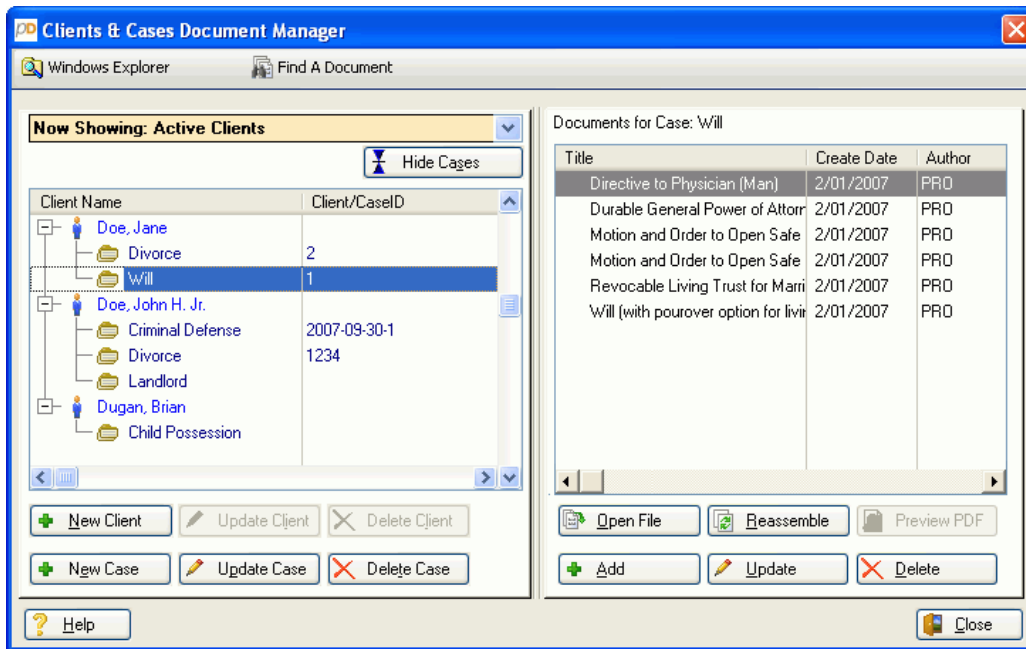 pD Clients & Cases Document Manager
Windows Explorer Find A Document
Now Showing: Active Clients
Hide Cases
Client Name Client/CaseID
Doe, Jane
Divorce 2
Will 1
Doe, John H. Jr.
Criminal Defense 2007-09-30-1
Divorce 1234
Landlord
Dugan, Brian
Child Possession
New Client Update Client Delete Client
New Case Update Case Delete Case
Documents for Case: Will
Title Create Date Author
Directive to Physician (Man) 2/01/2007 PRO
Durable General Power of Attorn 2/01/2007 PRO
Motion and Order to Open Safe 2/01/2007 PRO
Motion and Order to Open Safe 2/01/2007 PRO
Revocable Living Trust for Marri 2/01/2007 PRO
Will (with pourover option for livin 2/01/2007 PRO
Open File Reassemble Preview PDF
Add Update Delete
Help Close